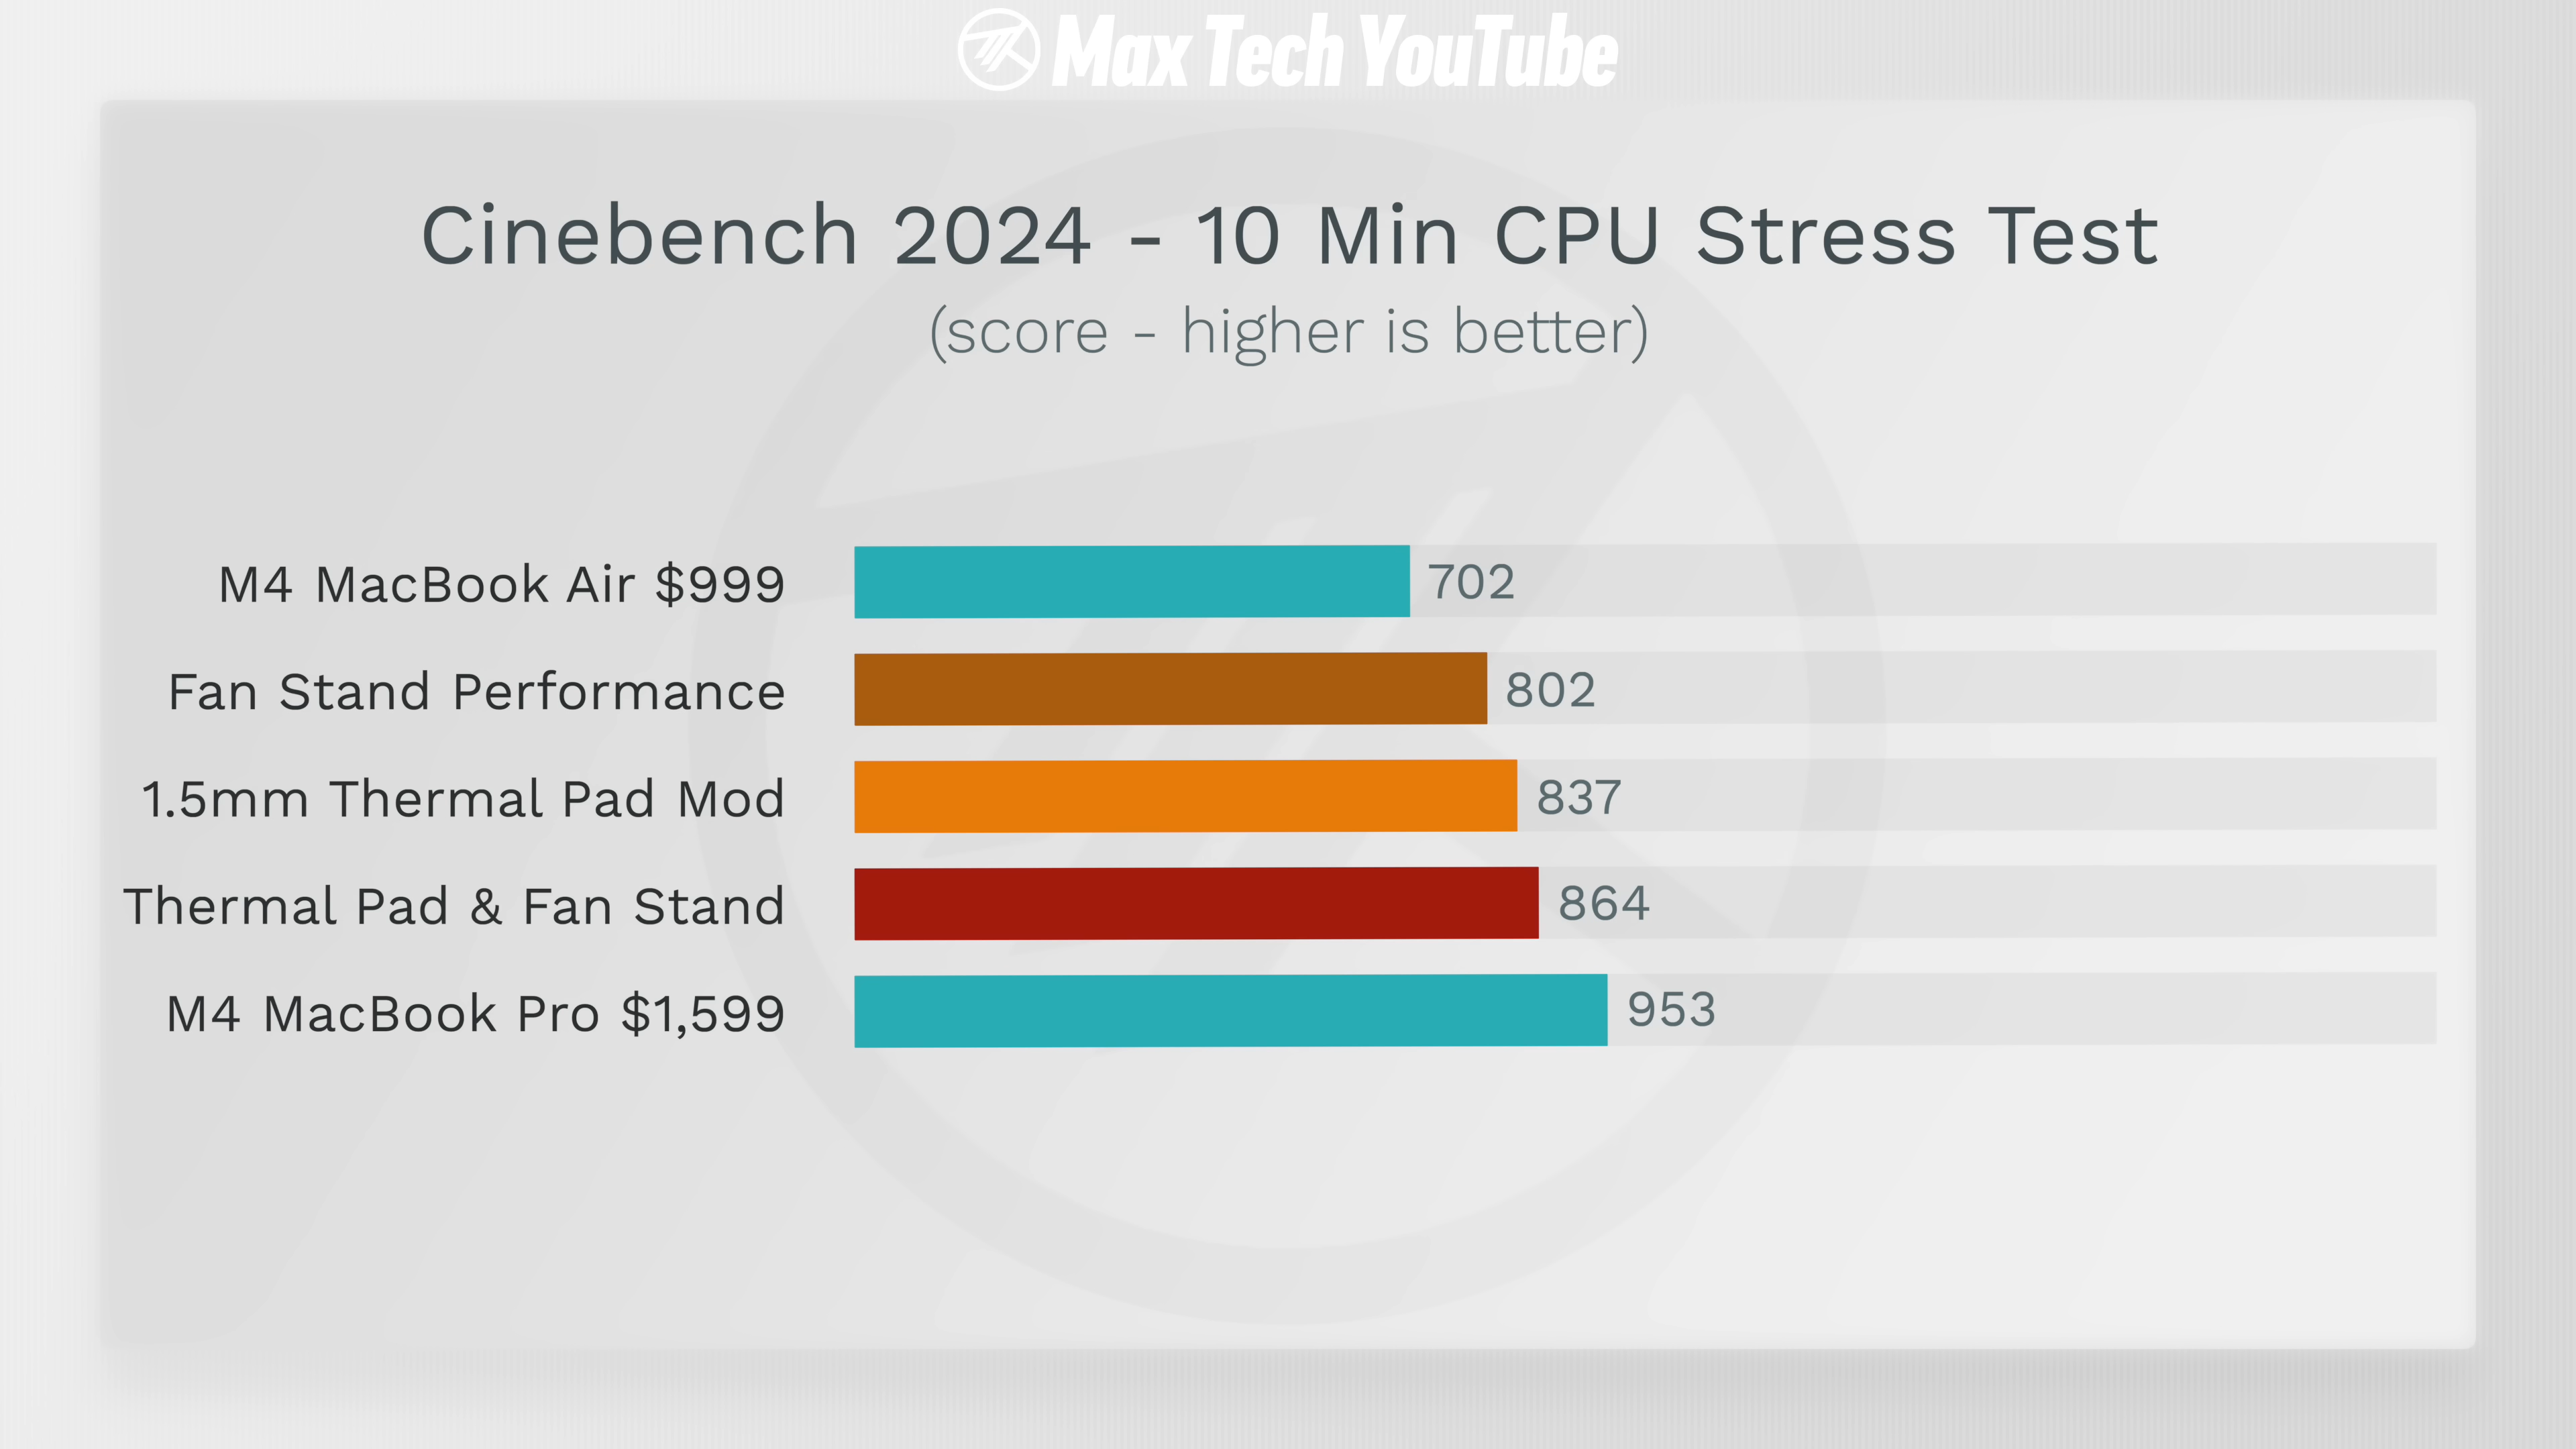 Max Tech YouTube
Cinebench 2024 - 10 Min CPU Stress Test
(score - higher is better)
M4 MacBook Air $999 702
Fan Stand Performance 802
1.5mm Thermal Pad Mod 837
Thermal Pad & Fan Stand 864
M4 MacBook Pro $1,599 953